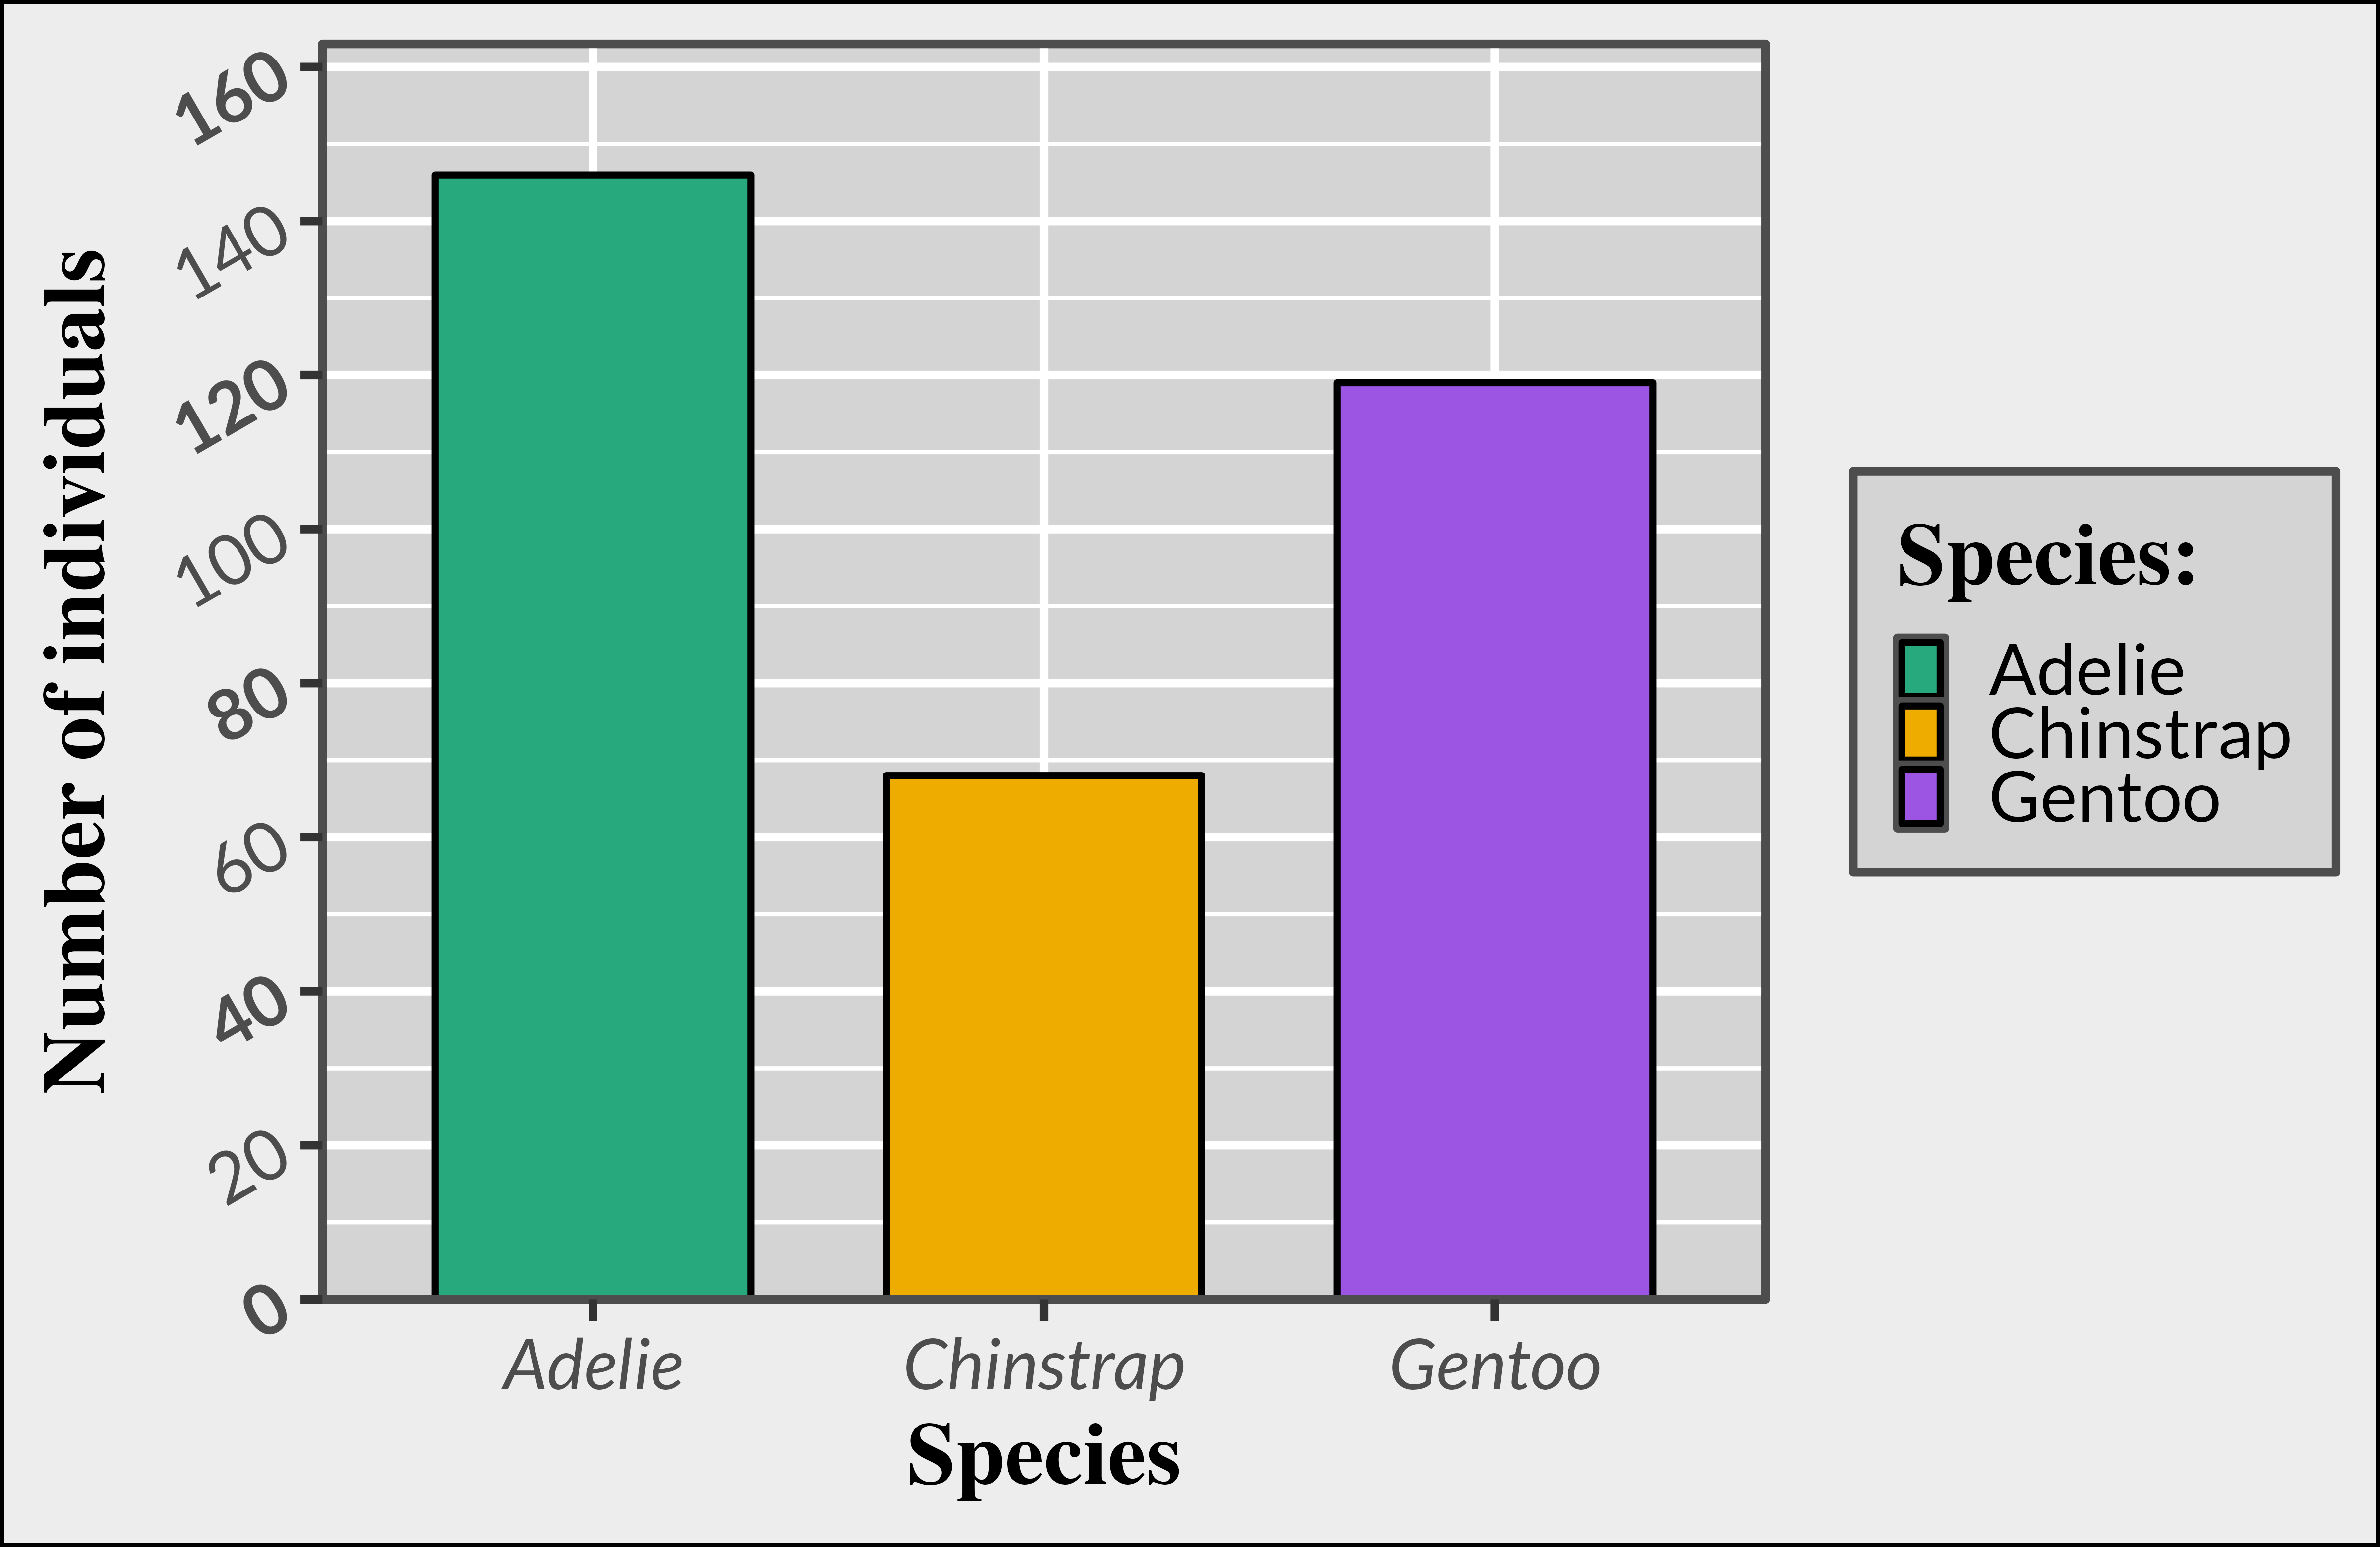 Number of individuals
160
140
120
100
80
60
40
20
0
Adelie Chinstrap Gentoo
Species
Species:
Adelie
Chinstrap
Gentoo